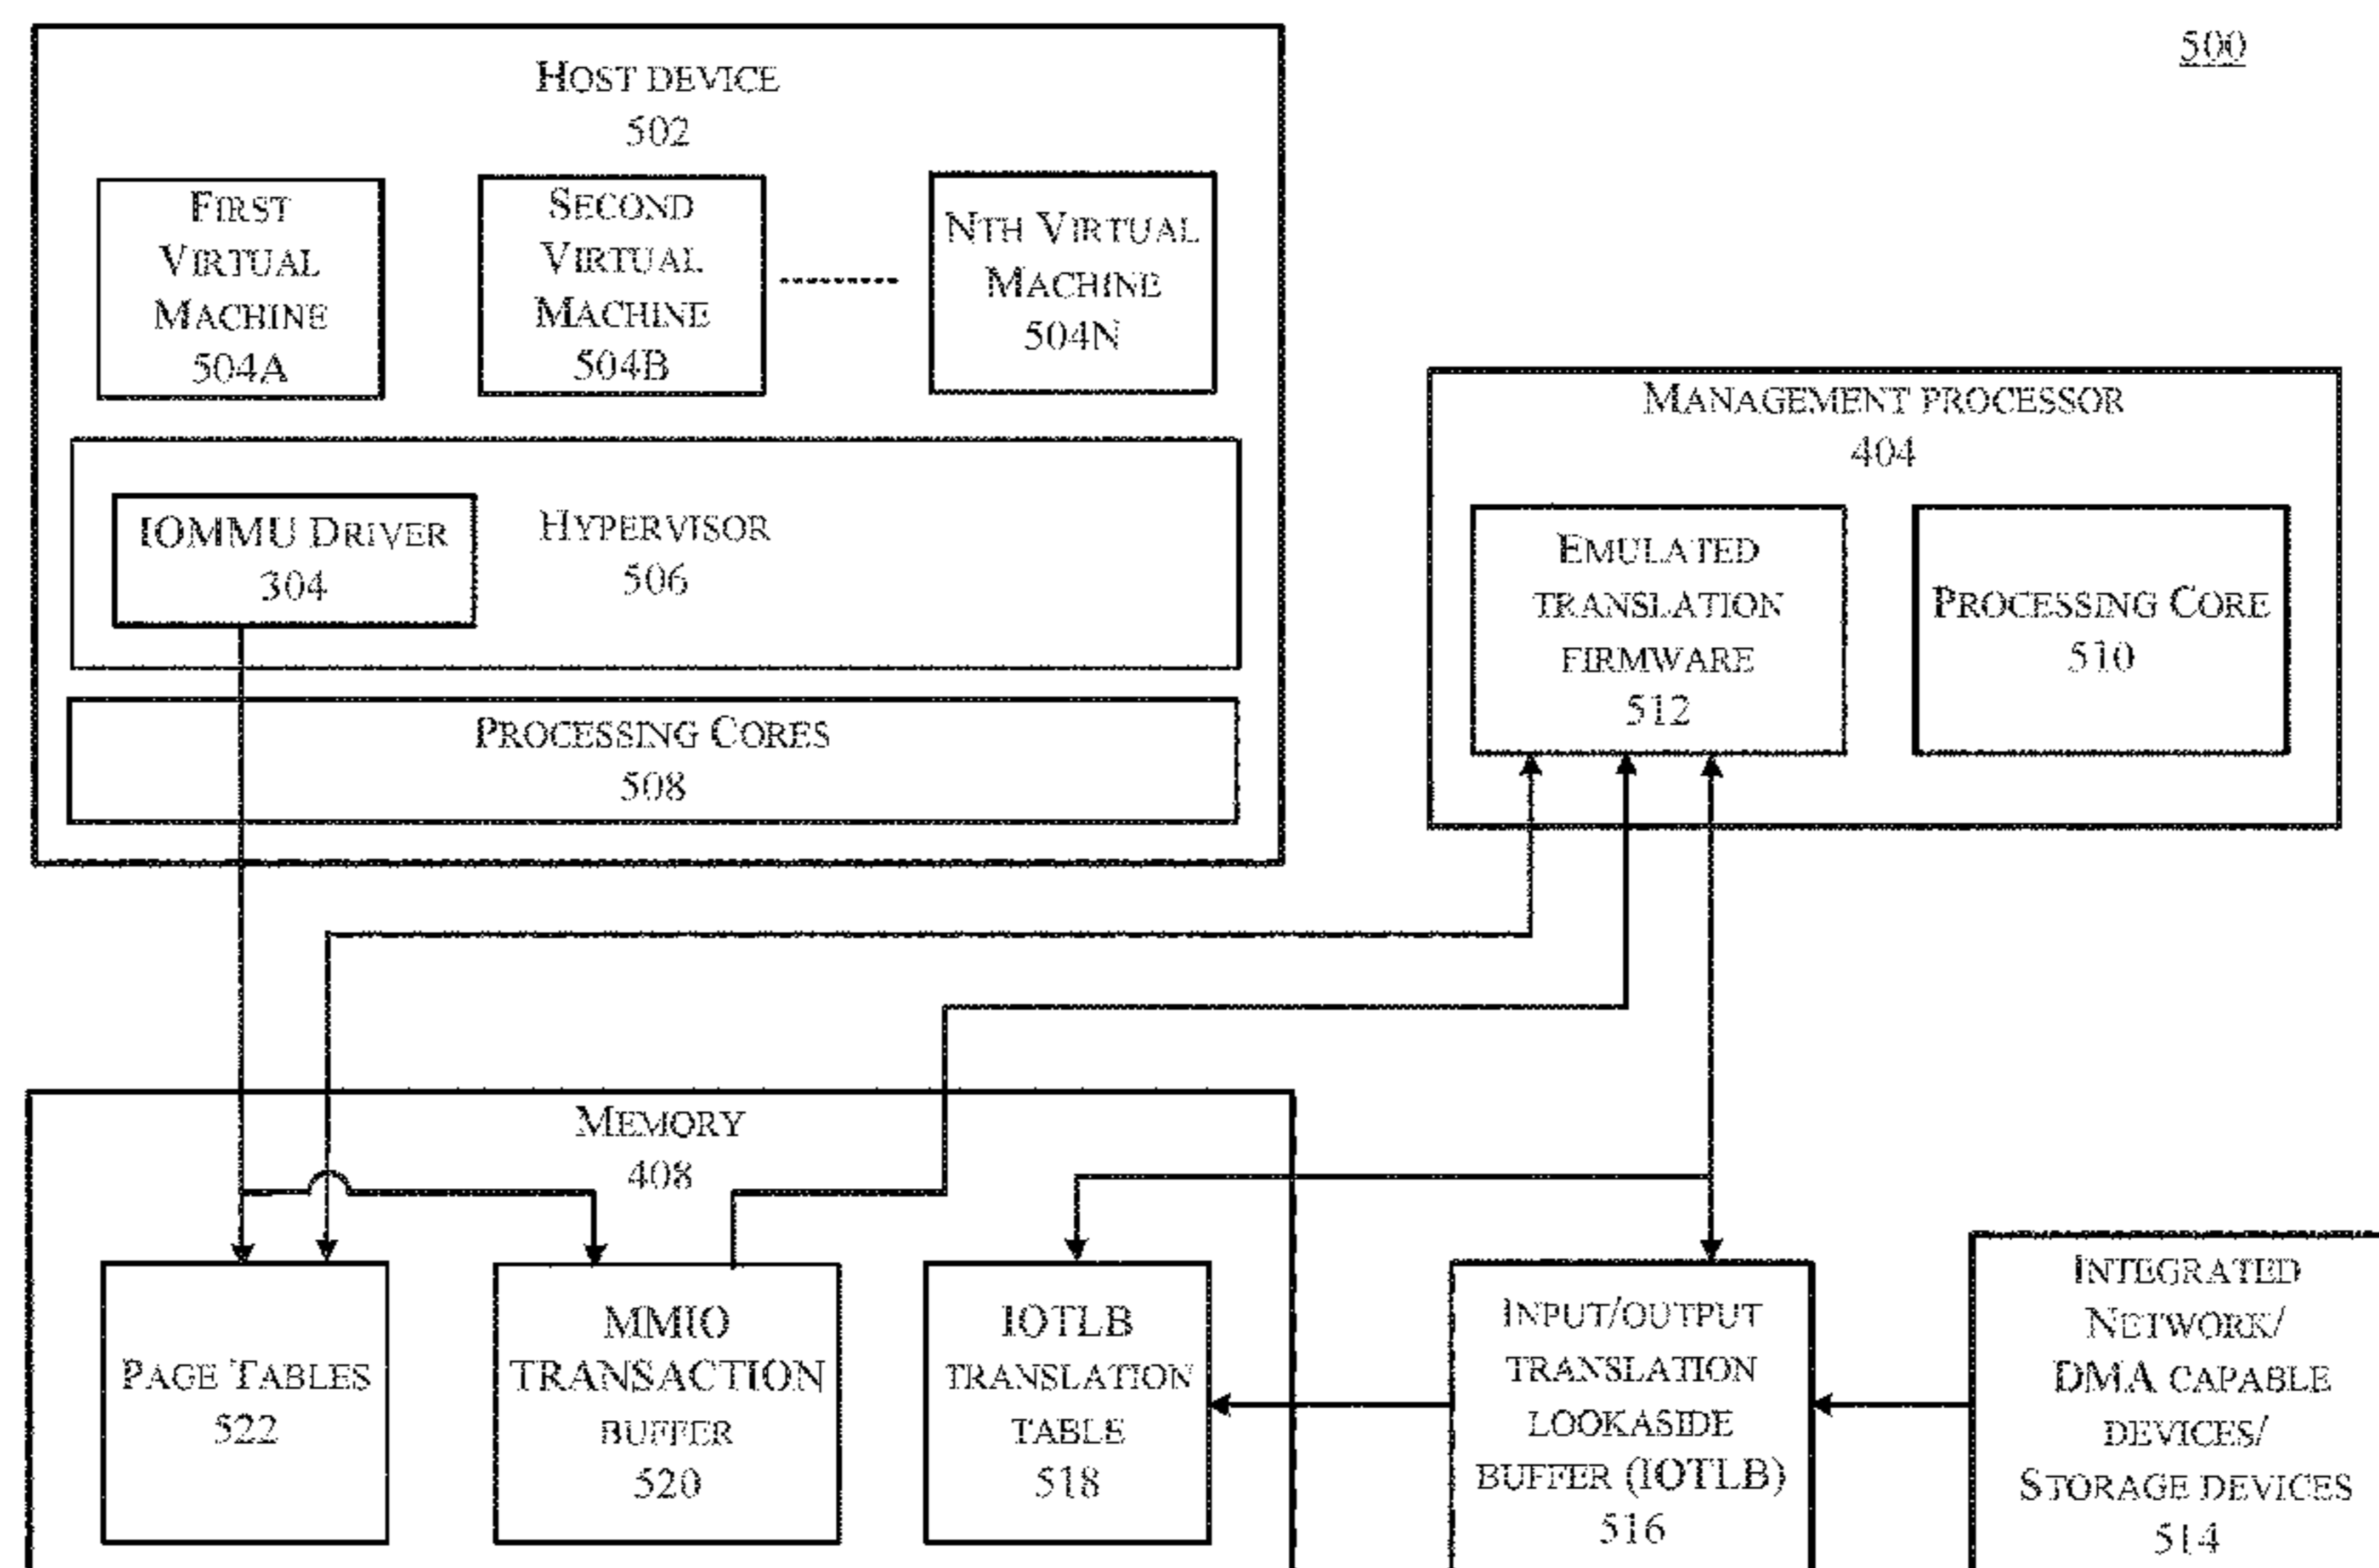 500
HOST DEVICE
502
FIRST
VIRTUAL
MACHINE
504A
SECOND
VIRTUAL
MACHINE
504B
NTH VIRTUAL
MACHINE
504N
IOMMU DRIVER
304
HYPERVISOR
506
PROCESSING CORES
508
MANAGEMENT PROCESSOR
404
EMULATED
TRANSLATION
FIRMWARE
512
PROCESSING CORE
510
MEMORY
408
PAGE TABLES
522
MMIO
TRANSACTION
BUFFER
520
IOTLB
TRANSLATION
TABLE
518
INPUT/OUTPUT
TRANSLATION
LOOKASIDE
BUFFER (IOTLB)
516
INTEGRATED
NETWORK/
DMA CAPABLE
DEVICES/
STORAGE DEVICES
514